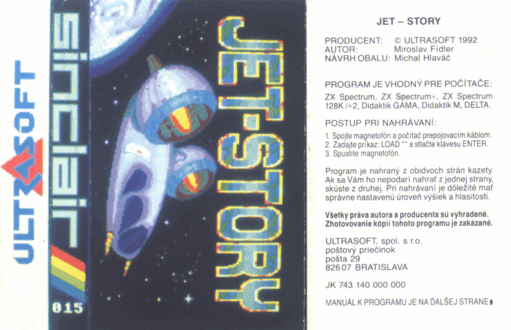 ULTRASOFT
sinclair
015
JET-STORY
JET – STORY
PRODUCENT: © ULTRASOFT 1992
AUTOR: Miroslav Fídler
NÁVRH OBALU: Michal Hlaváč
PROGRAM JE VHODNÝ PRE POČÍTAČE:
ZX Spectrum, ZX Spectrum+, ZX Spectrum
128K/+2, Didaktik GAMA, Didaktik M, DELTA.
POSTUP PRI NAHRÁVANÍ:
1. Spojte magnetofón a počítač prepojovacím káblom.
2. Zadajte príkaz: LOAD "" a stlačte klávesu ENTER.
3. Spustite magnetofón.
Program je nahraný z obidvoch strán kazety.
Ak sa Vám ho nepodarí nahrať z jednej strany,
skúste z druhej. Pri nahrávaní je dôležité mať
správne nastavenú úroveň výšiek a hlasitosti.
Všetky práva autora a producenta sú vyhradené.
Zhotovovanie kópií tohoto programu je zakázané.
ULTRASOFT, spol. s r.o.
poštový priečinok
pošta 29
826 07 BRATISLAVA
JK 743 140 000 000
MANUÁL K PROGRAMU JE NA ĎALŠEJ STRANE